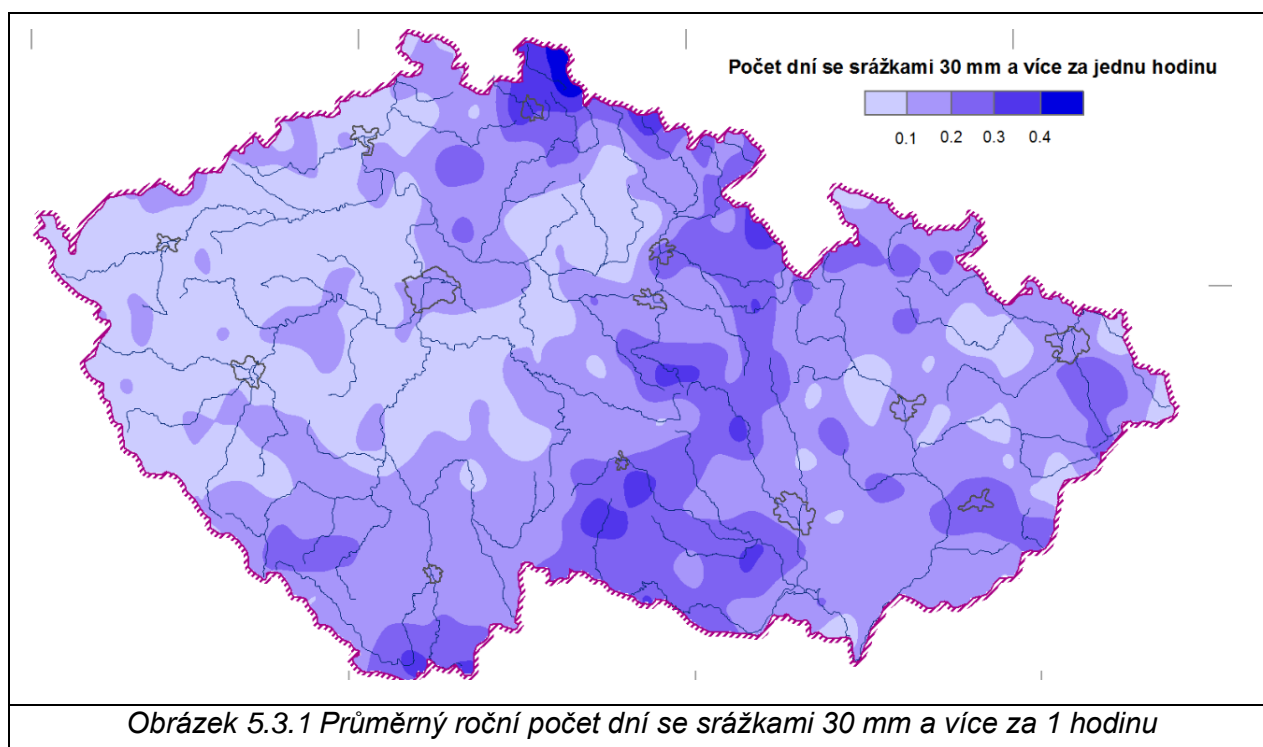 Počet dní se srážkami 30 mm a více za jednu hodinu
0.1 0.2 0.3 0.4
Obrázek 5.3.1 Průměrný roční počet dní se srážkami 30 mm a více za 1 hodinu